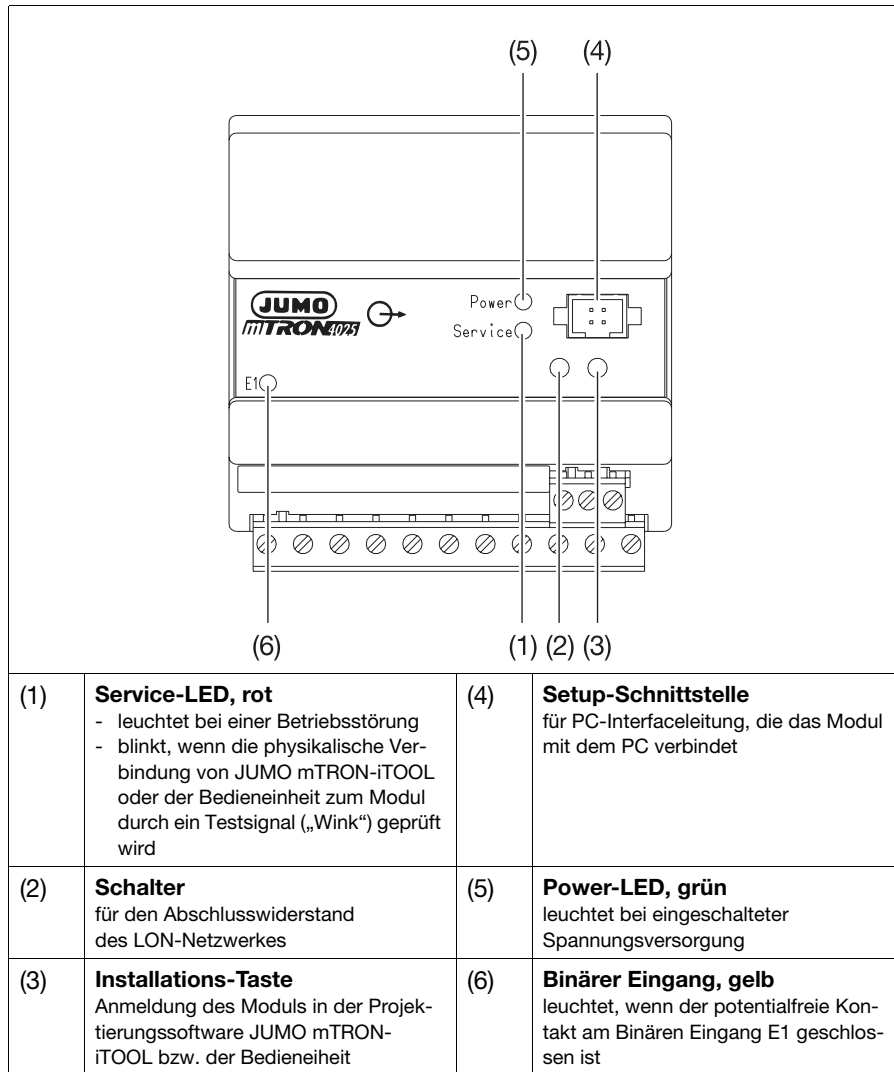 (5) (4)
JUMO
mTRON 4025
Power
Service
E1
(6) (1) (2) (3)
(1) Service-LED, rot
- leuchtet bei einer Betriebsstörung
- blinkt, wenn die physikalische Ver-
bindung von JUMO mTRON-iTOOL
oder der Bedieneinheit zum Modul
durch ein Testsignal („Wink“) geprüft
wird
(4) Setup-Schnittstelle
für PC-Interfaceleitung, die das Modul
mit dem PC verbindet
(2) Schalter
für den Abschlusswiderstand
des LON-Netzwerkes
(5) Power-LED, grün
leuchtet bei eingeschalteter
Spannungsversorgung
(3) Installations-Taste
Anmeldung des Moduls in der Projek-
tierungssoftware JUMO mTRON-
iTOOL bzw. der Bedieneiheit
(6) Binärer Eingang, gelb
leuchtet, wenn der potentialfreie Kon-
takt am Binären Eingang E1 geschlos-
sen ist